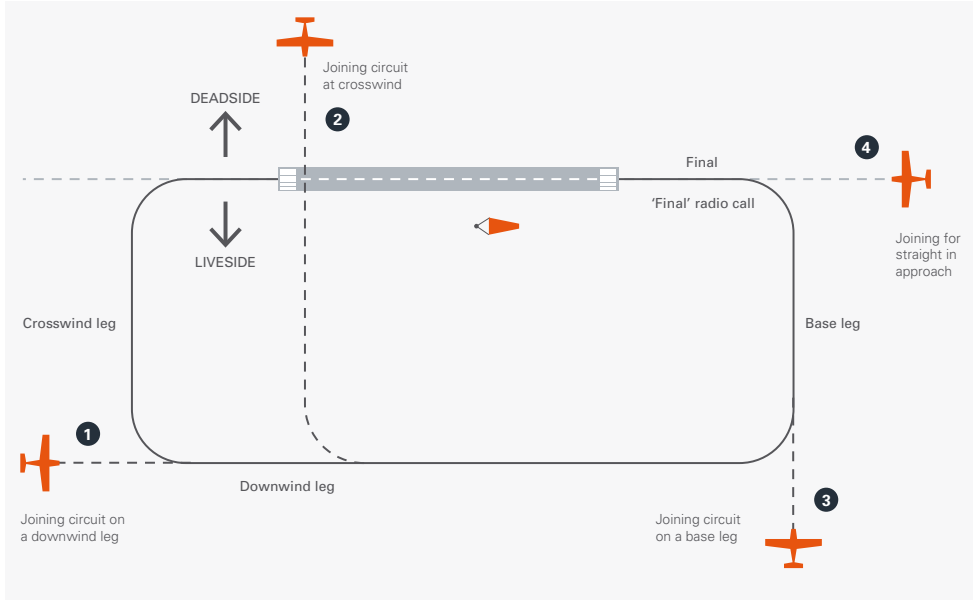 Joining circuit
at crosswind
DEADSIDE
2
4
Final
'Final' radio call
Joining for
straight in
approach
LIVESIDE
Crosswind leg
Base leg
1
Downwind leg
3
Joining circuit on
a downwind leg
Joining circuit
on a base leg